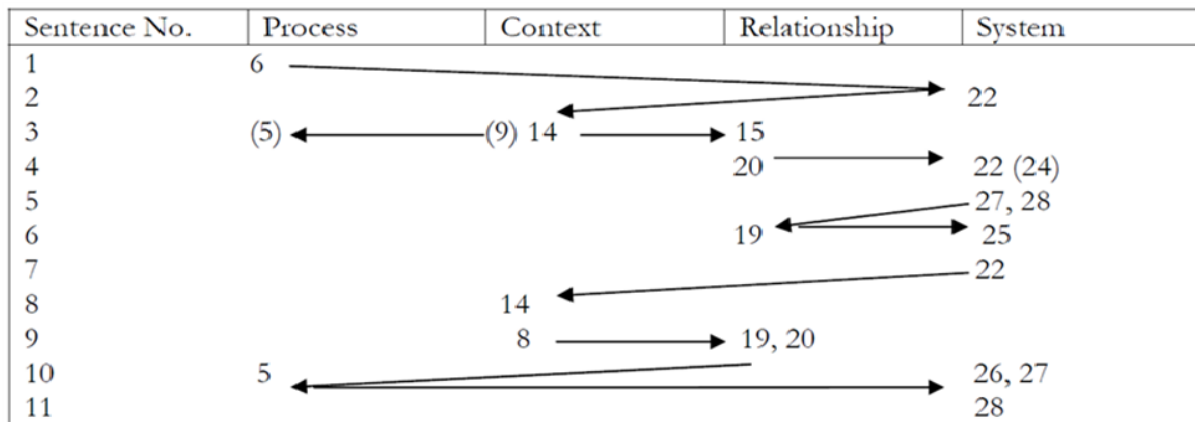 Sentence No. Process Context Relationship System
1 6
2 22
3 (5) (9) 14 15
4 20 22 (24)
5 27, 28
6 19 25
7 22
8 14
9 8 19, 20
10 5 26, 27
11 28